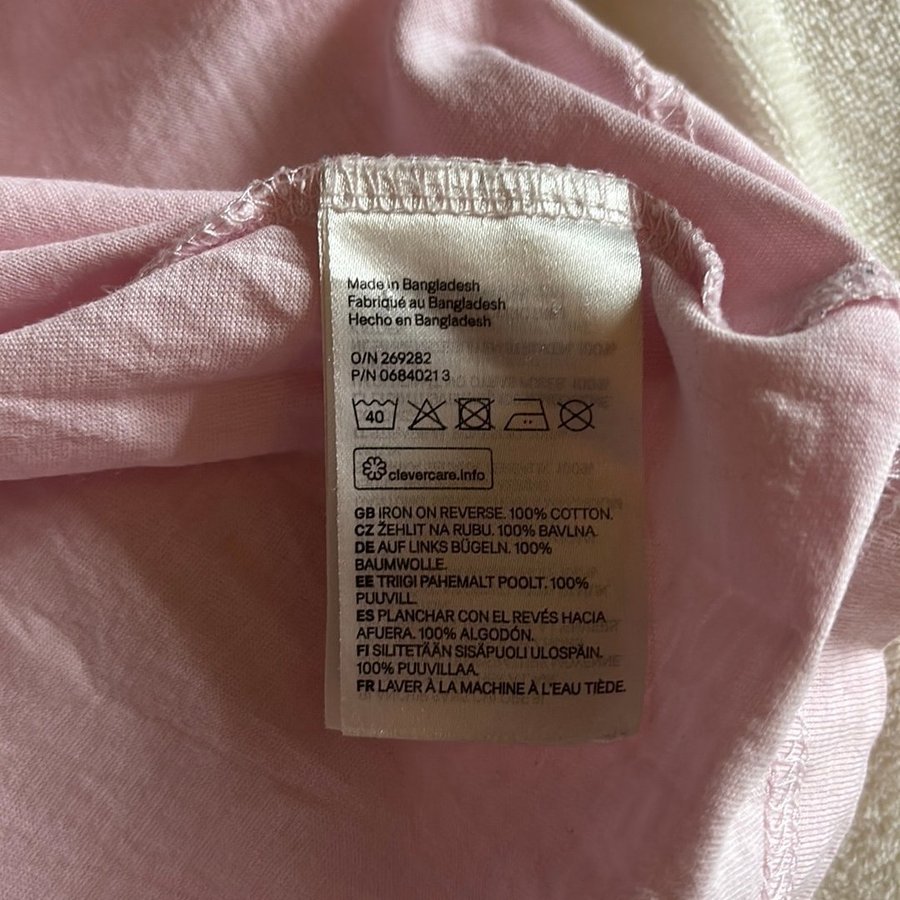 Made in Bangladesh
Fabriqué au Bangladesh
Hecho en Bangladesh
O/N 269282
P/N 0684021 3
40
clevercare.info
GB IRON ON REVERSE. 100% COTTON.
CZ ŽEHLIT NA RUBU. 100% BAVLNA.
DE AUF LINKS BÜGELN. 100%
BAUMWOLLE.
EE TRIIGI PAHEMALT POOLT. 100%
PUUVILL.
ES PLANCHAR CON EL REVÉS HACIA
AFUERA. 100% ALGODÓN.
FI SILITETÄÄN SISÄPUOLI ULOSPÄIN.
100% PUUVILLAA.
FR LAVER À LA MACHINE À L'EAU TIÈDE.